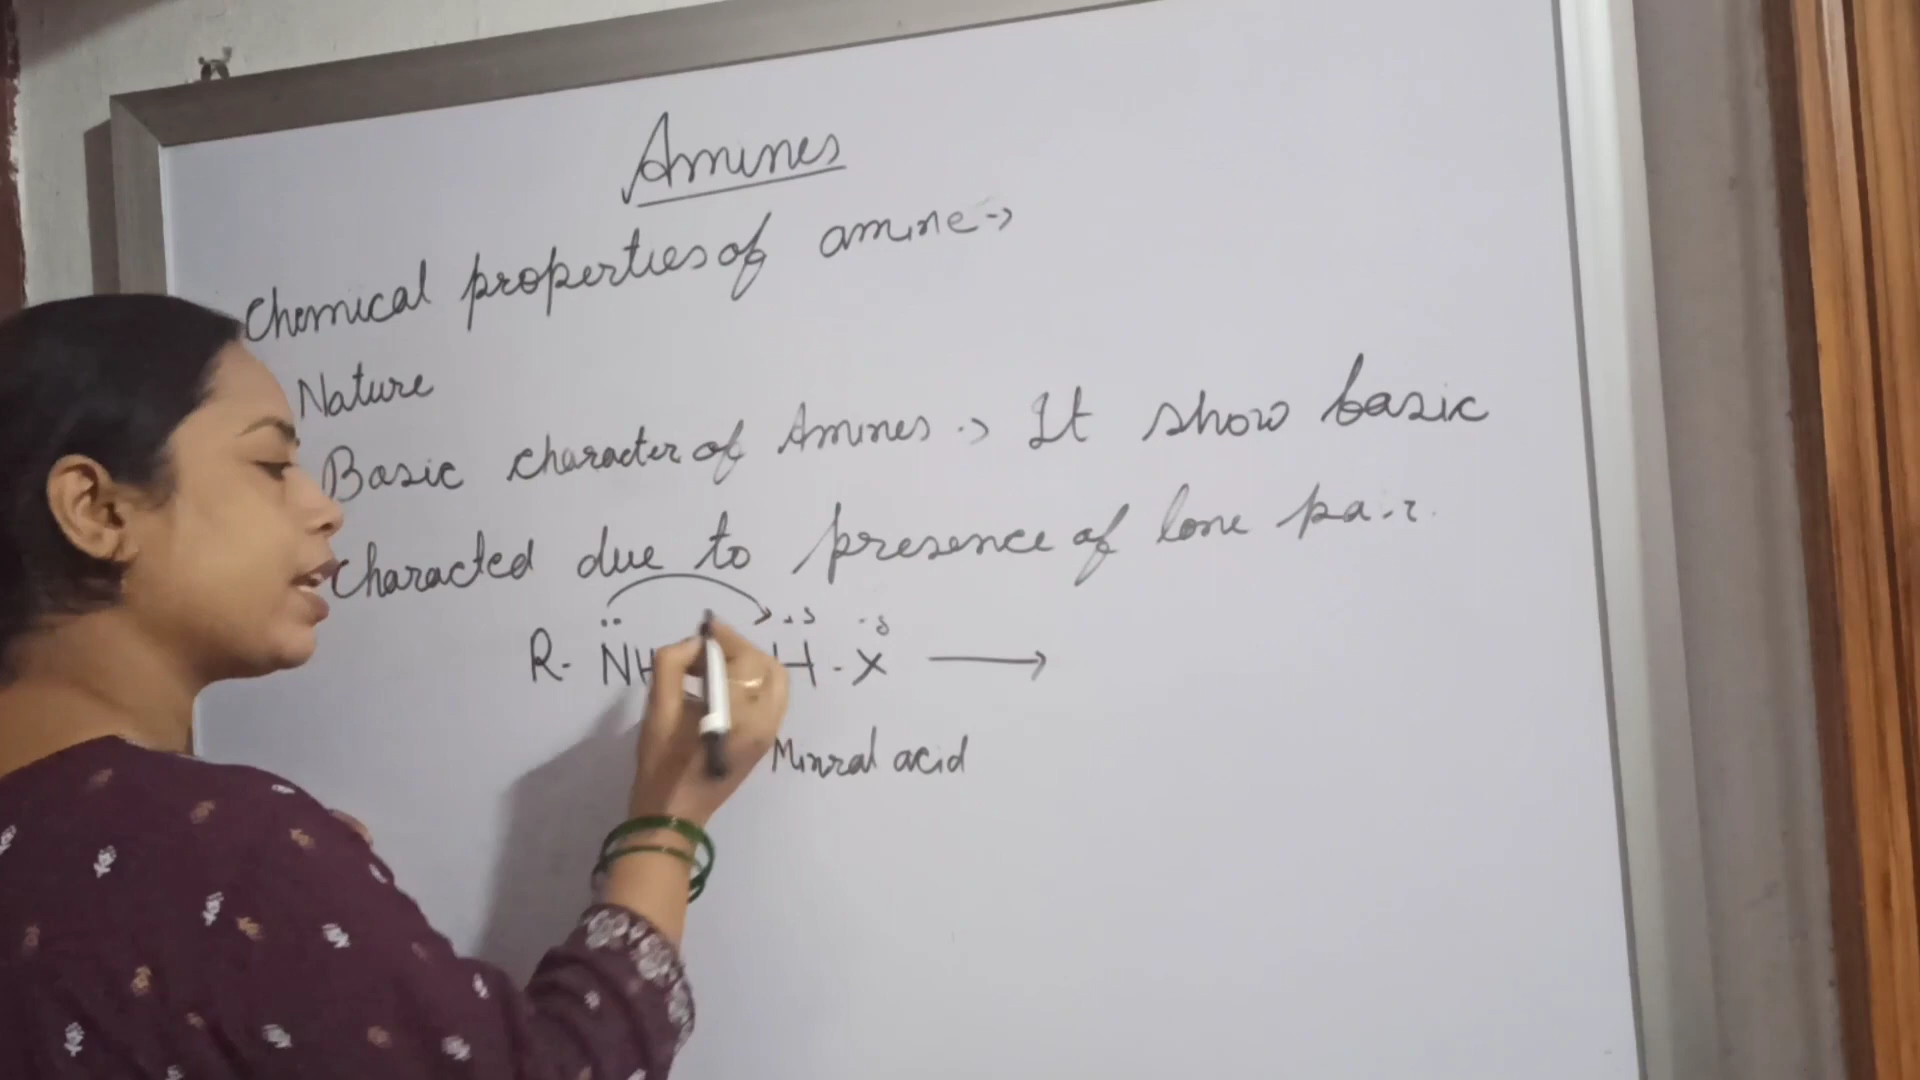 Amines
Chemical properties of amine →
Nature
Basic character of Amines → It show basic
Characted due to presence of lone pair
R - NH H - X →
Minral acid